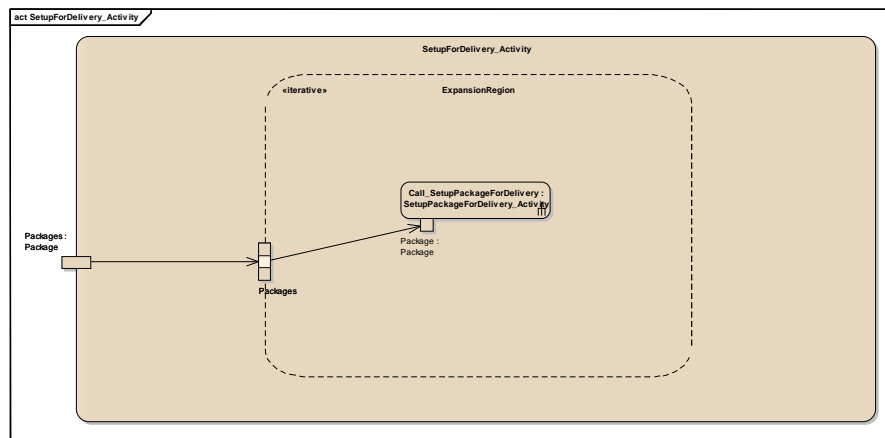 act SetupForDelivery_Activity
SetupForDelivery_Activity
«iterative»
ExpansionRegion
Call_SetupPackageForDelivery :
SetupPackageForDelivery_Activity
Packages :
Package
Package :
Package
Packages